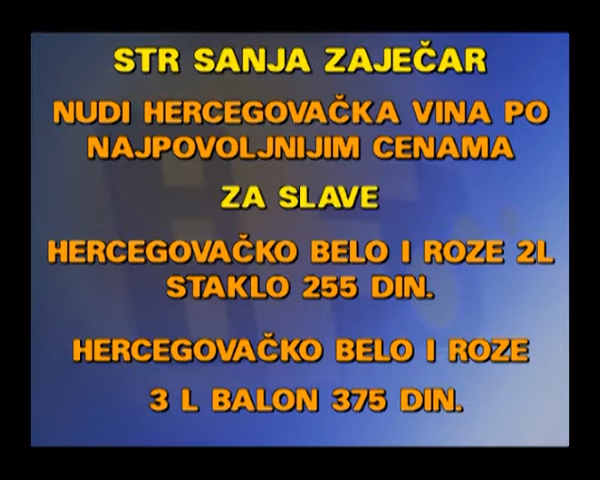 STR SANJA ZAJEČAR
NUDI HERCEGOVAČKA VINA PO
NAJPOVOLJNIJIM CENAMA
ZA SLAVE
HERCEGOVAČKO BELO I ROZE 2L
STAKLO 255 DIN.
HERCEGOVAČKO BELO I ROZE
3 L BALON 375 DIN.